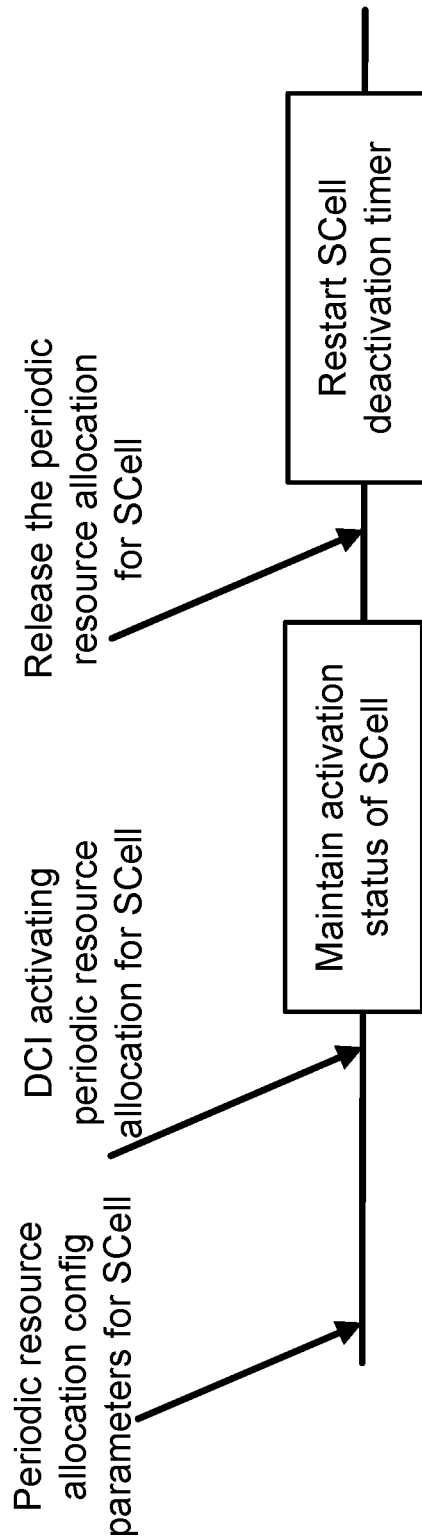 Periodic resource
allocation config
parameters for SCell
DCI activating
periodic resource
allocation for SCell
Maintain activation
status of SCell
Release the periodic
resource allocation
for SCell
Restart SCell
deactivation timer